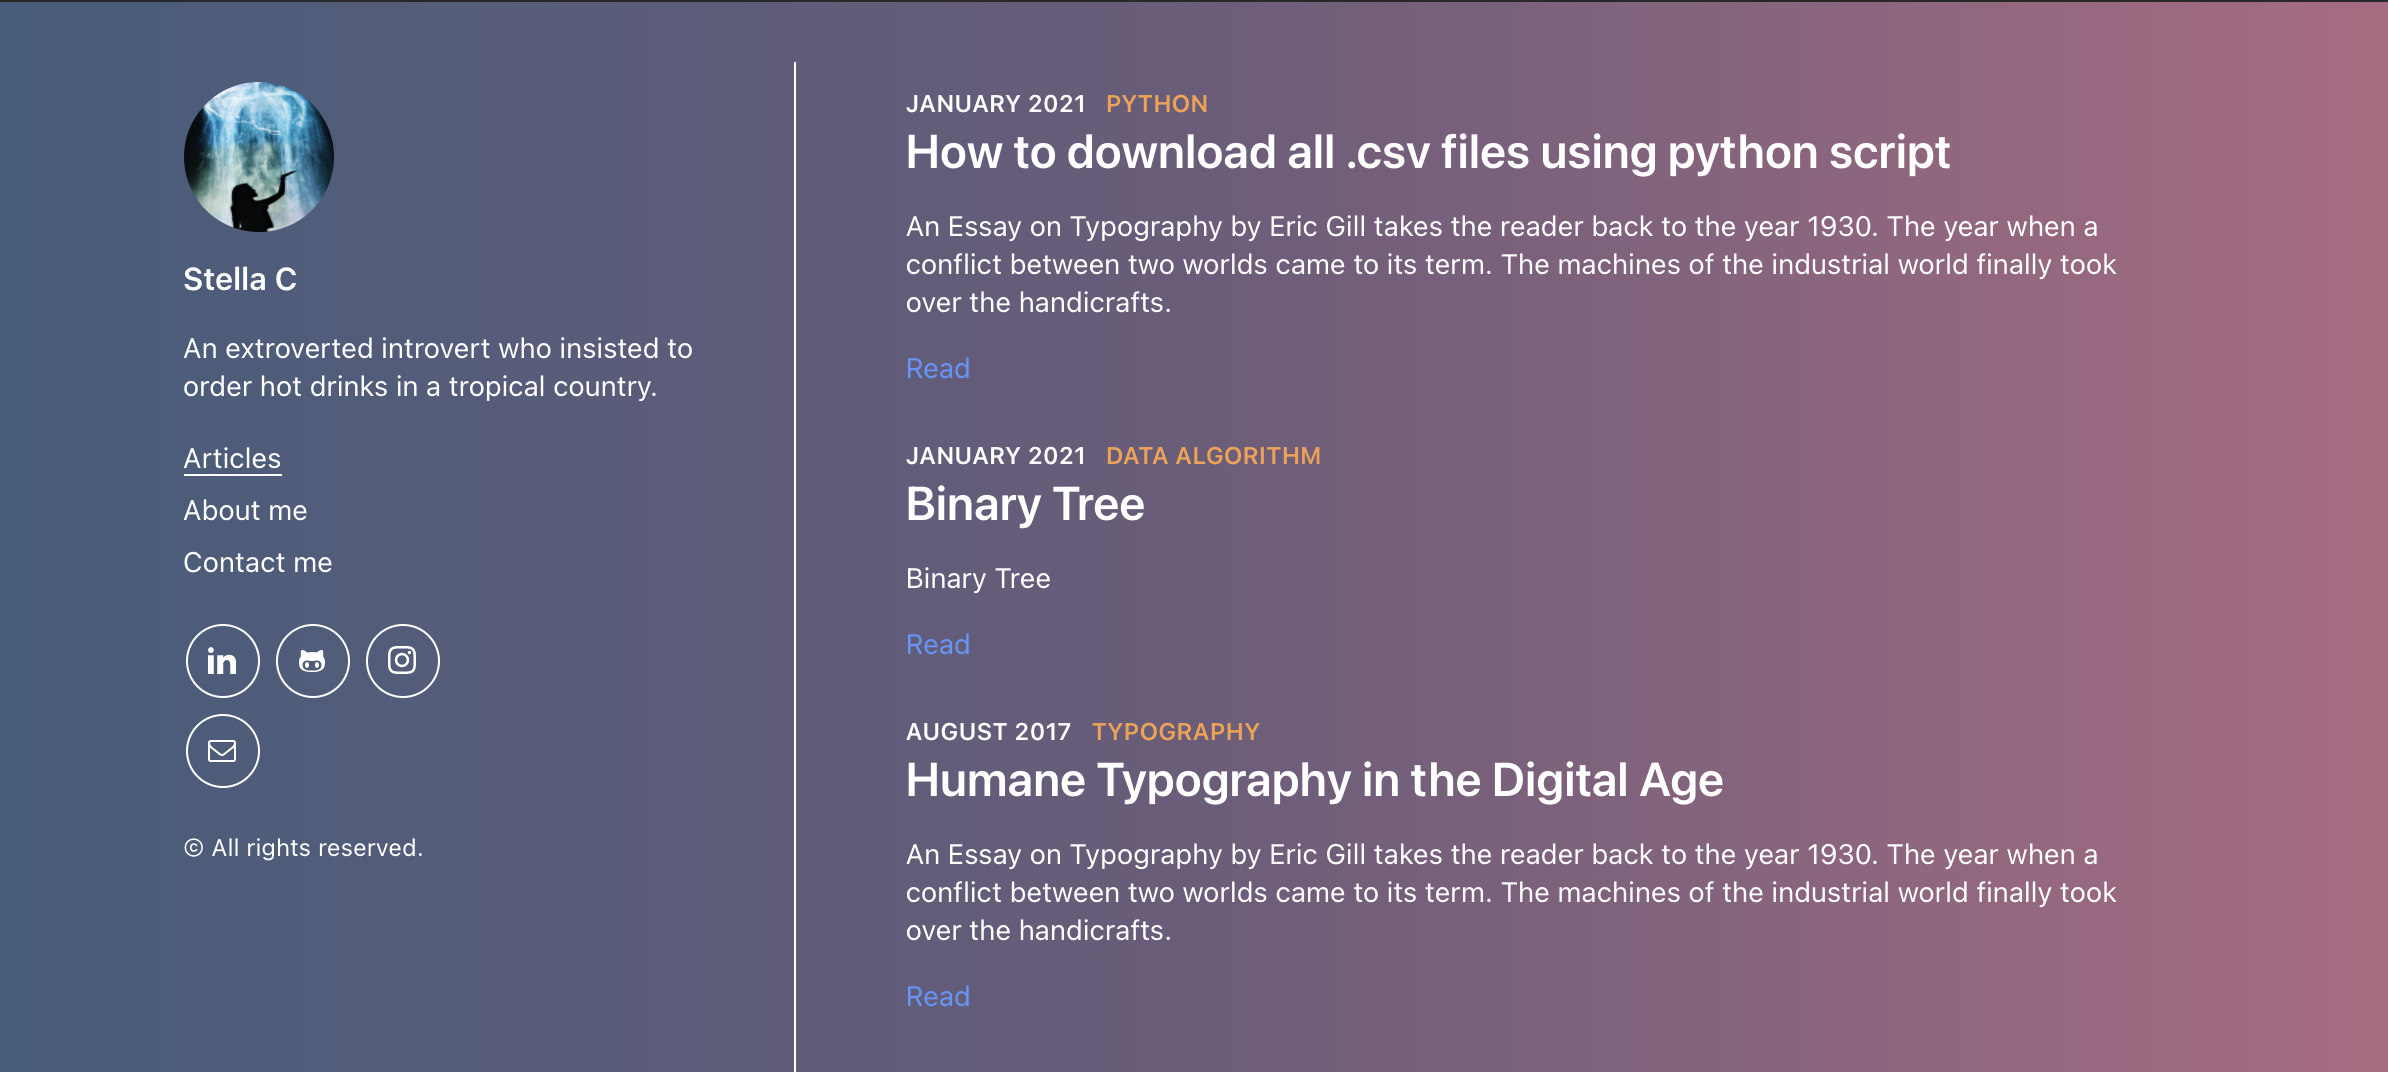 Stella C
An extroverted introvert who insisted to
order hot drinks in a tropical country.
Articles
About me
Contact me
in
© All rights reserved.
JANUARY 2021 PYTHON
How to download all .csv files using python script
An Essay on Typography by Eric Gill takes the reader back to the year 1930. The year when a
conflict between two worlds came to its term. The machines of the industrial world finally took
over the handicrafts.
Read
JANUARY 2021 DATA ALGORITHM
Binary Tree
Binary Tree
Read
AUGUST 2017 TYPOGRAPHY
Humane Typography in the Digital Age
An Essay on Typography by Eric Gill takes the reader back to the year 1930. The year when a
conflict between two worlds came to its term. The machines of the industrial world finally took
over the handicrafts.
Read